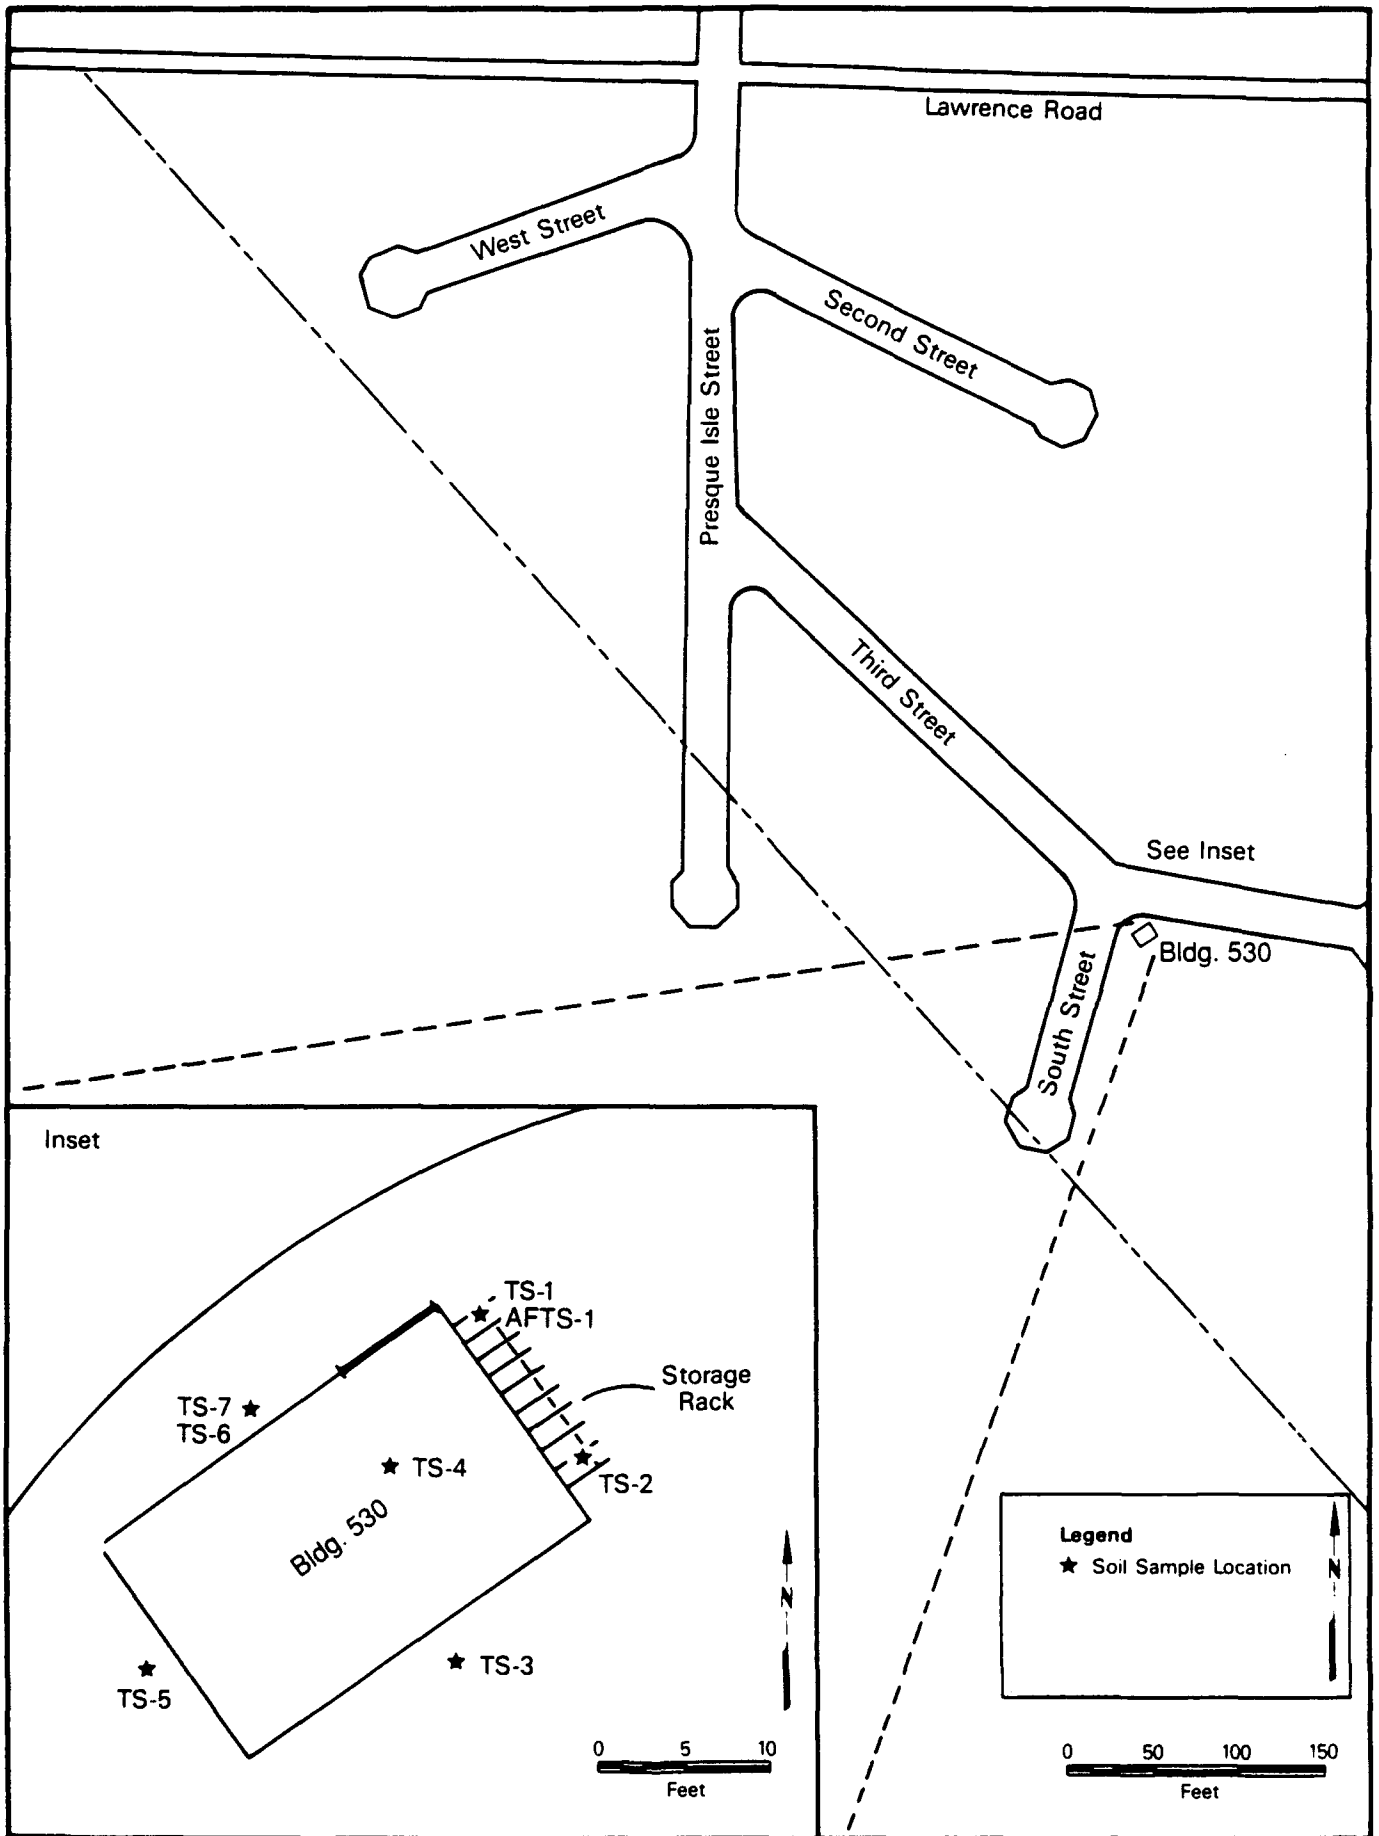 Lawrence Road
West Street
Second Street
Presque Isle Street
Third Street
See Inset
Bldg. 530
South Street
Inset
TS-1
AFTS-1
Storage
Rack
TS-7
TS-6
TS-4
TS-2
Bldg. 530
TS-3
TS-5
N
0 5 10
Feet
Legend
★ Soil Sample Location
N
0 50 100 150
Feet